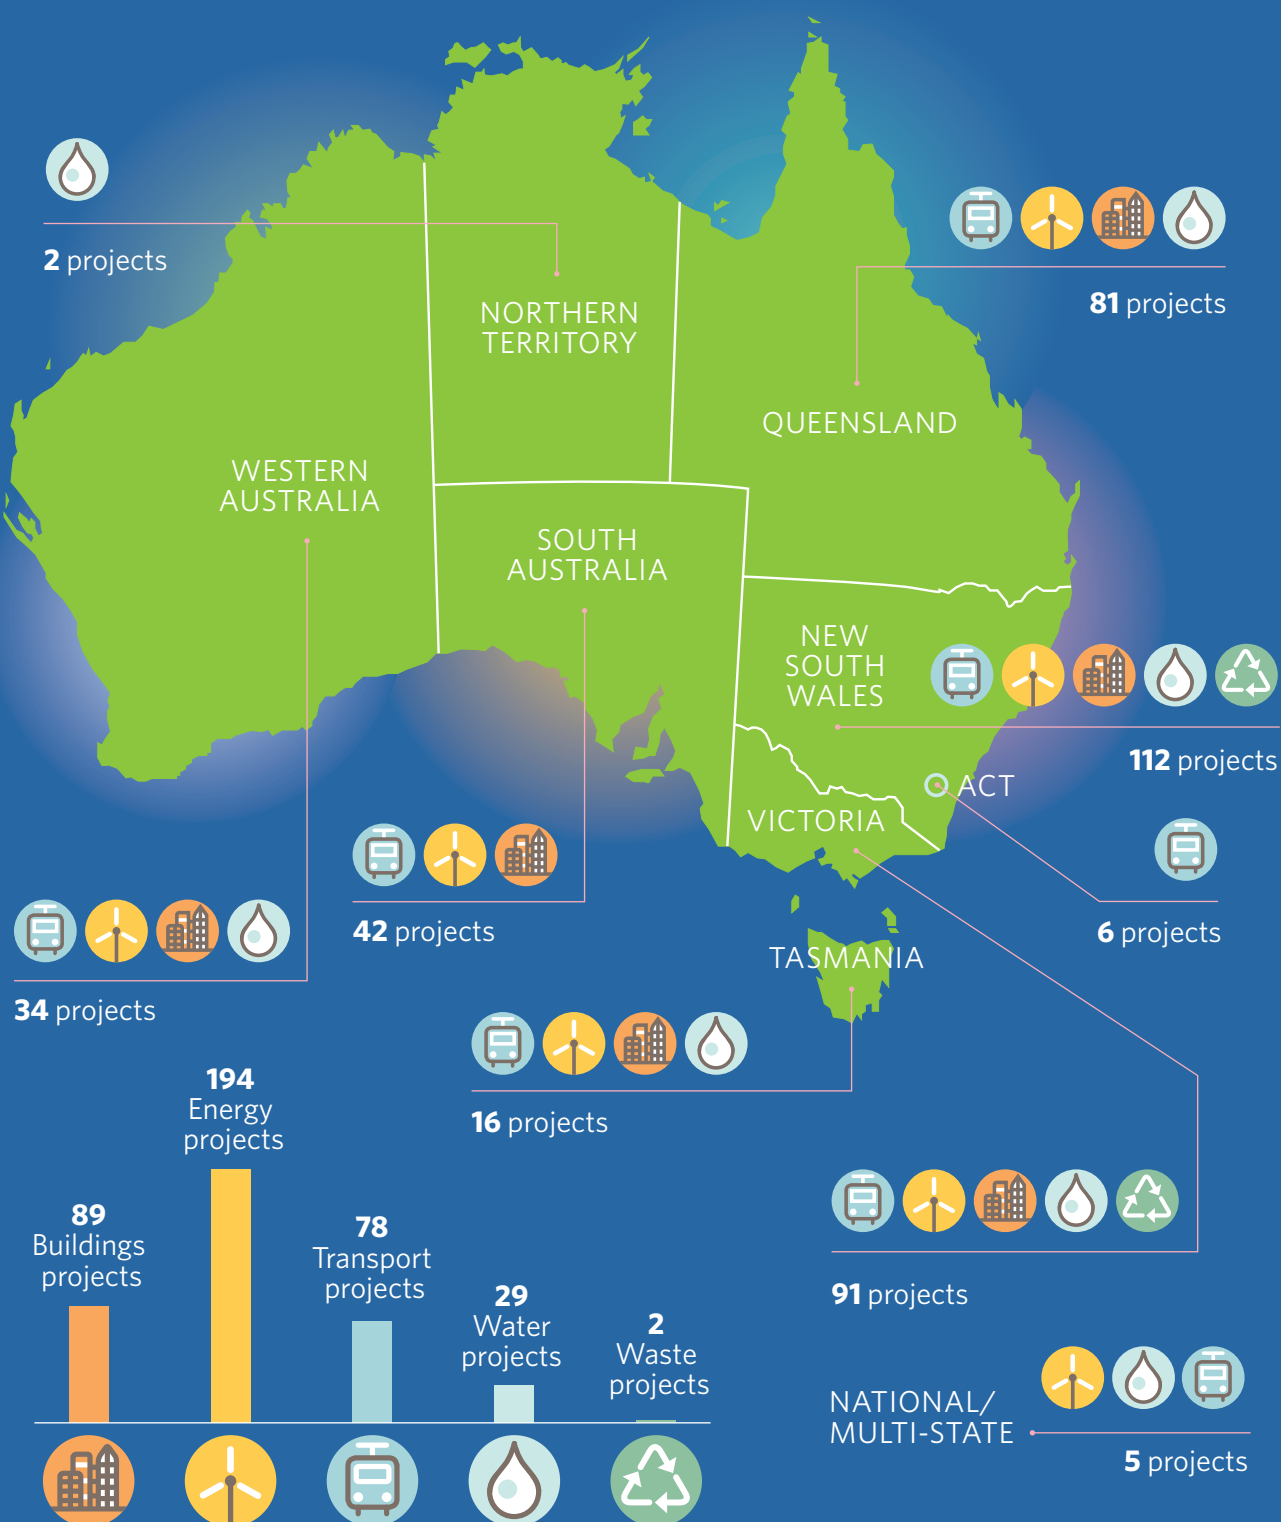 2 projects
NORTHERN
TERRITORY
81 projects
QUEENSLAND
WESTERN
AUSTRALIA
SOUTH
AUSTRALIA
NEW
SOUTH
WALES
112 projects
ACT
VICTORIA
6 projects
42 projects
34 projects
TASMANIA
16 projects
91 projects
NATIONAL/
MULTI-STATE
5 projects
89
Buildings
projects
194
Energy
projects
78
Transport
projects
29
Water
projects
2
Waste
projects